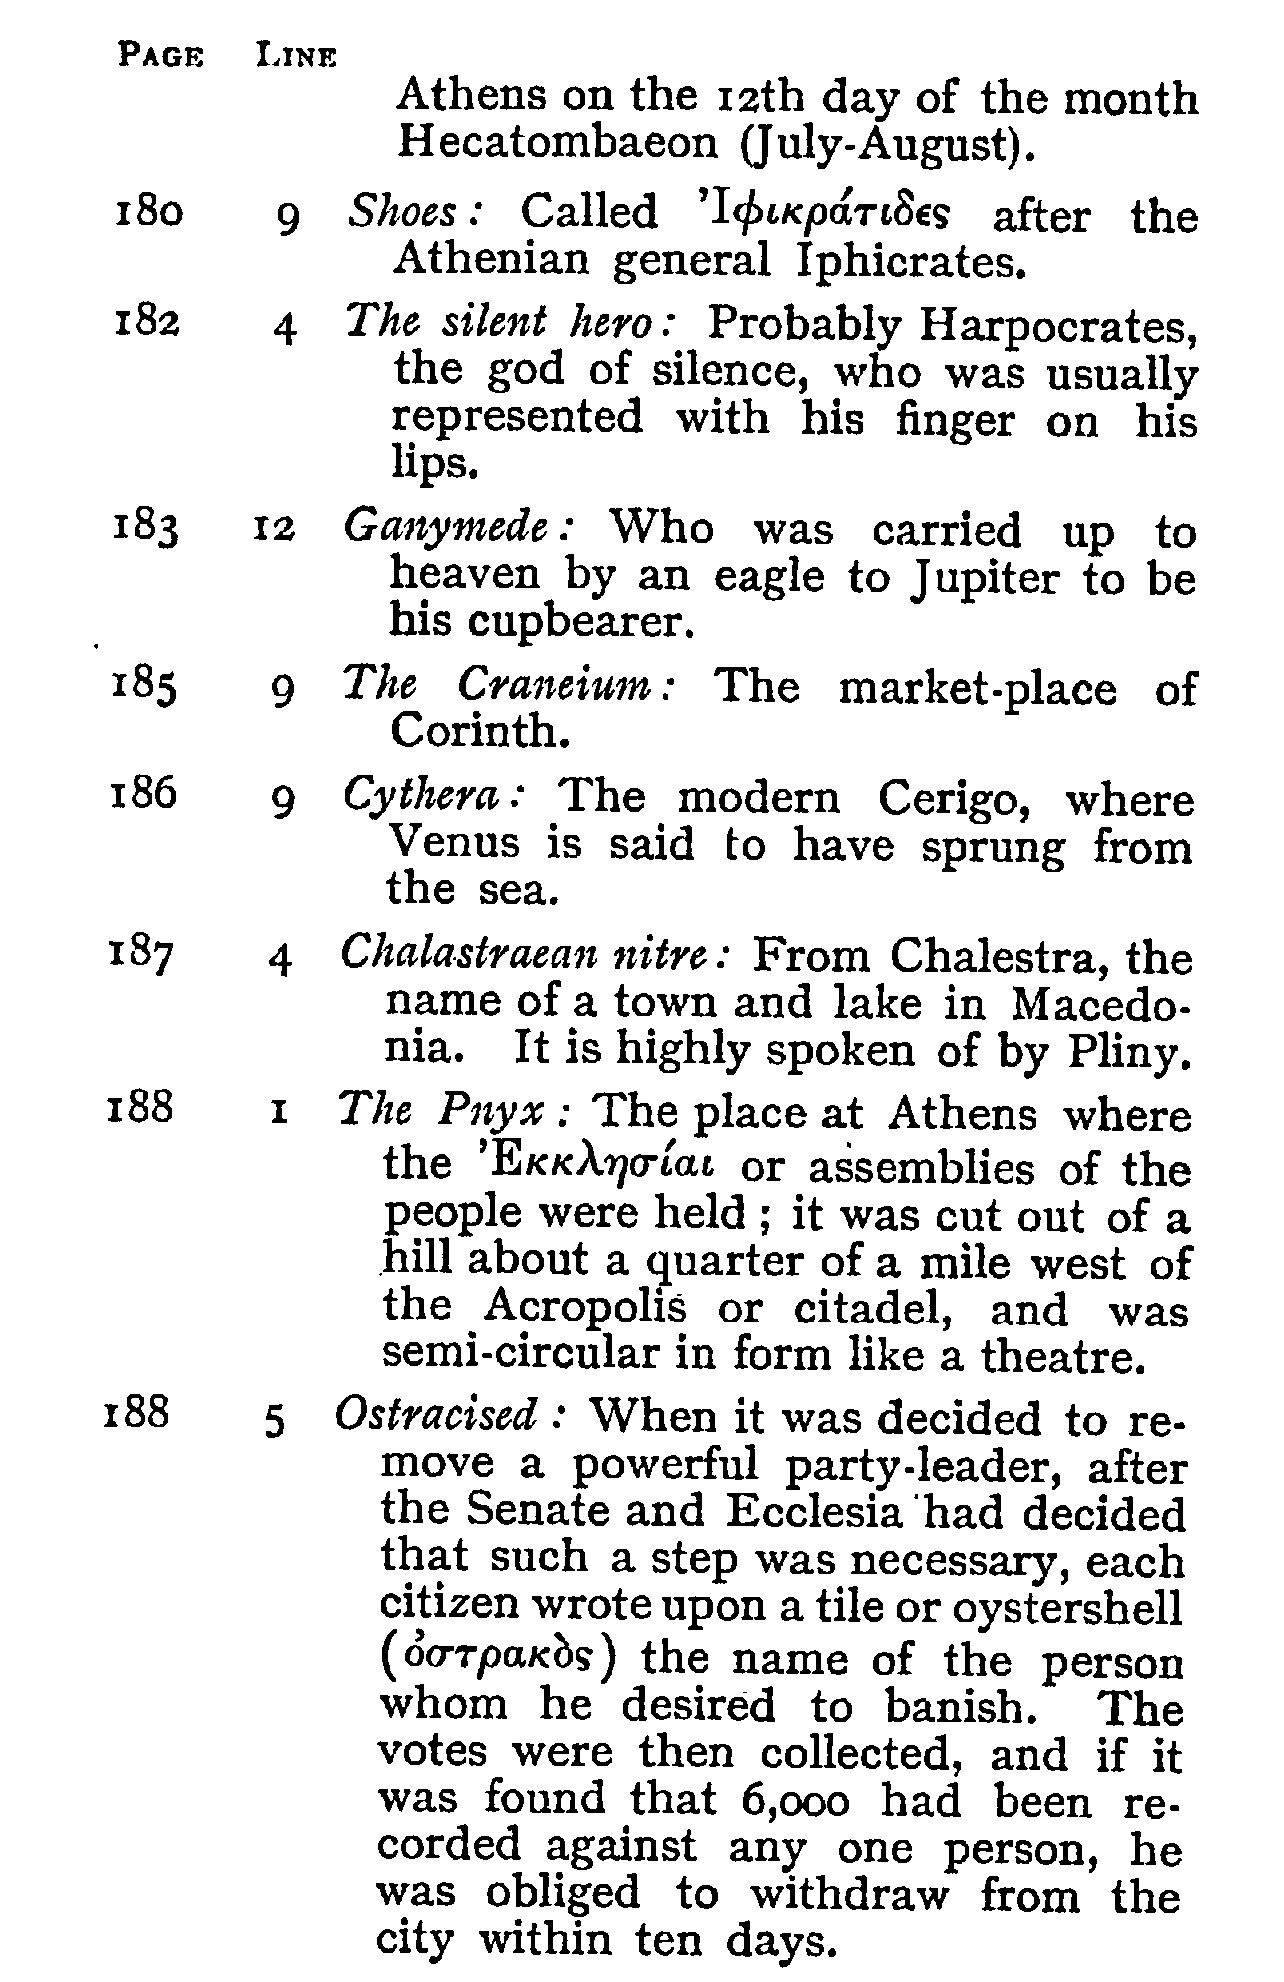 PAGE LINE
Athens on the 12th day of the month
Hecatombaeon (July-August).
180 9 Shoes : Called Ἰφικράτιδες after the
Athenian general Iphicrates.
182 4 The silent hero : Probably Harpocrates,
the god of silence, who was usually
represented with his finger on his
lips.
183 12 Ganymede : Who was carried up to
heaven by an eagle to Jupiter to be
his cupbearer.
185 9 The Craneium : The market-place of
Corinth.
186 9 Cythera : The modern Cerigo, where
Venus is said to have sprung from
the sea.
187 4 Chalastraean nitre : From Chalestra, the
name of a town and lake in Macedo-
nia. It is highly spoken of by Pliny.
188 1 The Pnyx : The place at Athens where
the Ἐκκλησίαι or assemblies of the
people were held ; it was cut out of a
hill about a quarter of a mile west of
the Acropolis or citadel, and was
semi-circular in form like a theatre.
188 5 Ostracised : When it was decided to re-
move a powerful party-leader, after
the Senate and Ecclesia had decided
that such a step was necessary, each
citizen wrote upon a tile or oystershell
(ὀστρακὸς) the name of the person
whom he desired to banish. The
votes were then collected, and if it
was found that 6,000 had been re-
corded against any one person, he
was obliged to withdraw from the
city within ten days.